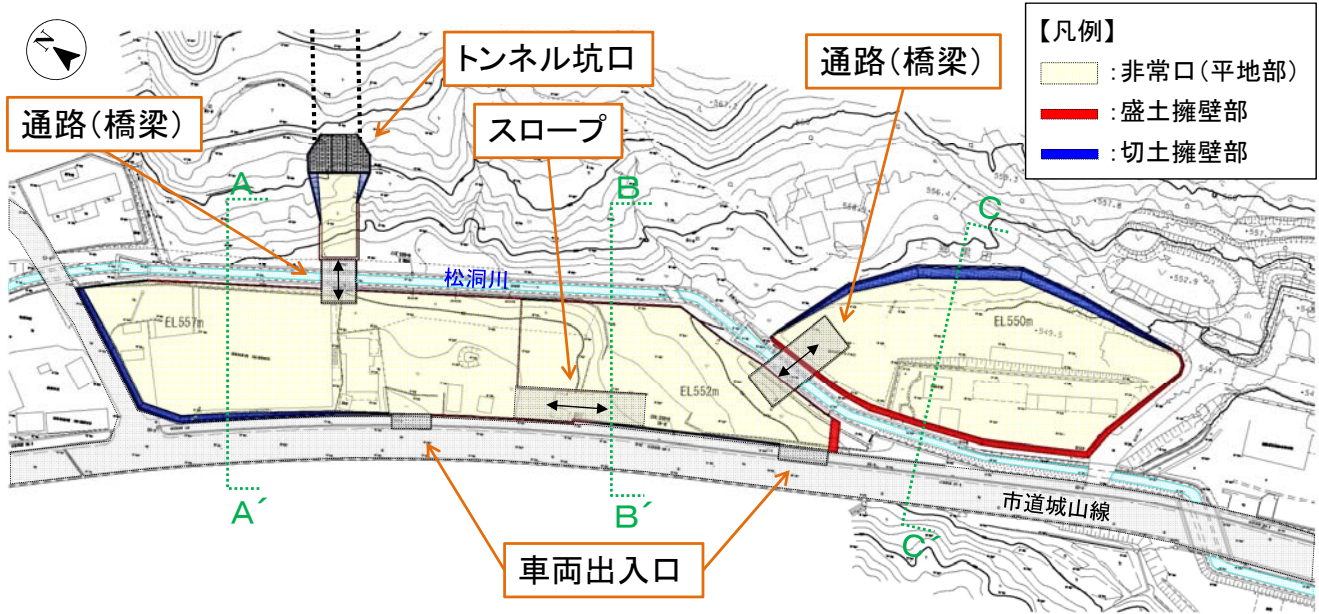 【凡例】
:非常口(平地部)
:盛土擁壁部
:切土擁壁部
N
トンネル坑口
通路(橋梁)
通路(橋梁)
スロープ
A
B
C
松洞川
EL557m
EL550m
EL552m
A´
B´
C´
市道城山線
車両出入口